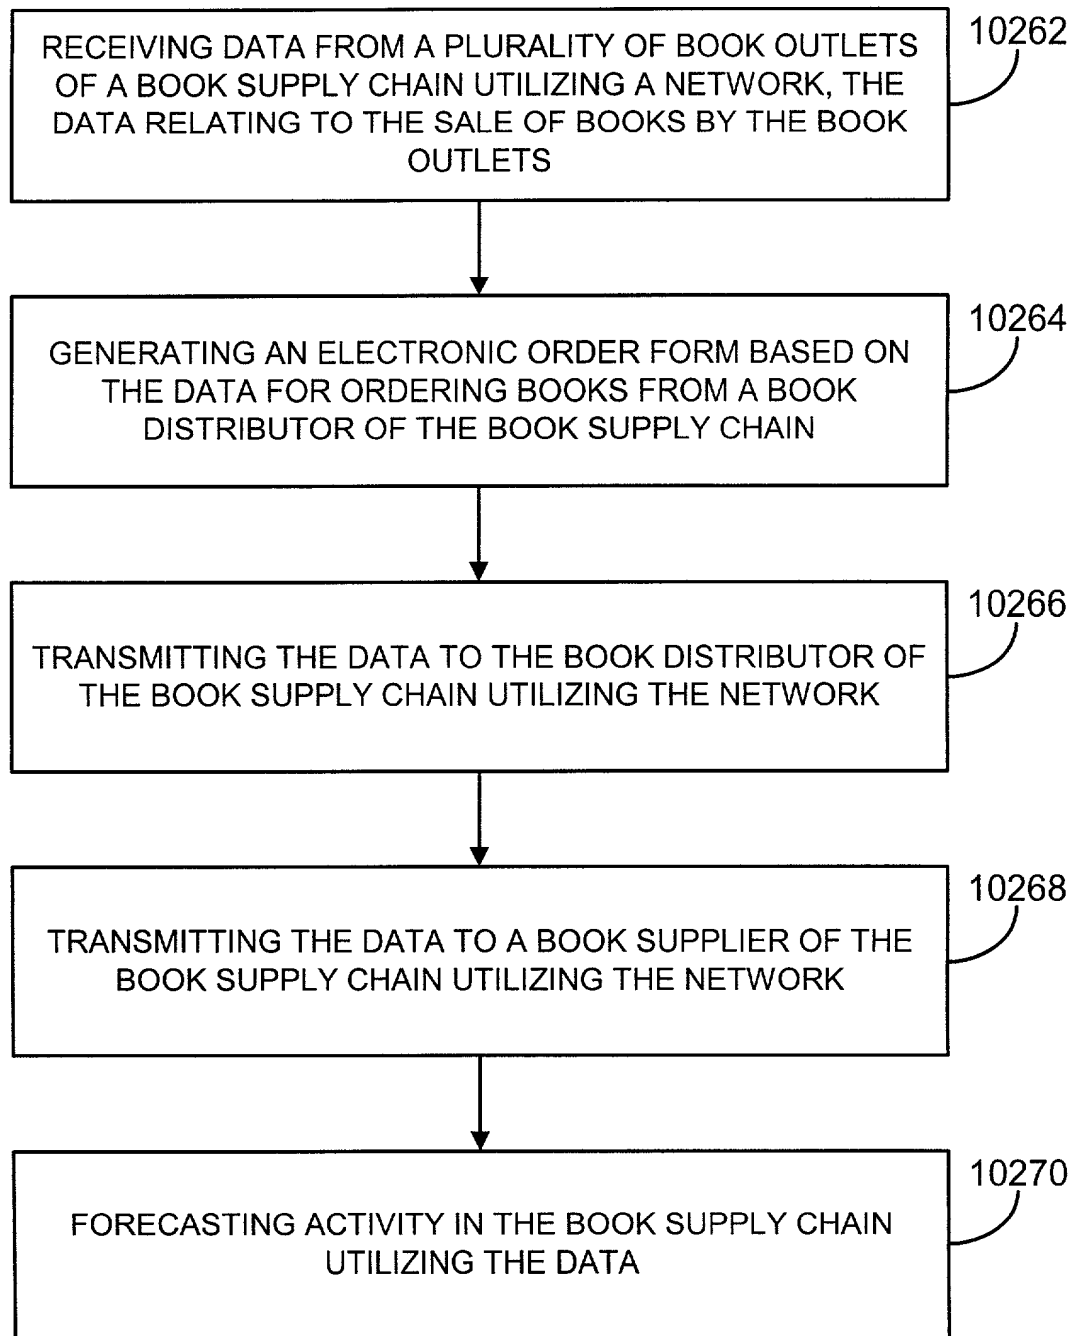 RECEIVING DATA FROM A PLURALITY OF BOOK OUTLETS
OF A BOOK SUPPLY CHAIN UTILIZING A NETWORK, THE
DATA RELATING TO THE SALE OF BOOKS BY THE BOOK
OUTLETS
10262
GENERATING AN ELECTRONIC ORDER FORM BASED ON
THE DATA FOR ORDERING BOOKS FROM A BOOK
DISTRIBUTOR OF THE BOOK SUPPLY CHAIN
10264
TRANSMITTING THE DATA TO THE BOOK DISTRIBUTOR OF
THE BOOK SUPPLY CHAIN UTILIZING THE NETWORK
10266
TRANSMITTING THE DATA TO A BOOK SUPPLIER OF THE
BOOK SUPPLY CHAIN UTILIZING THE NETWORK
10268
FORECASTING ACTIVITY IN THE BOOK SUPPLY CHAIN
UTILIZING THE DATA
10270